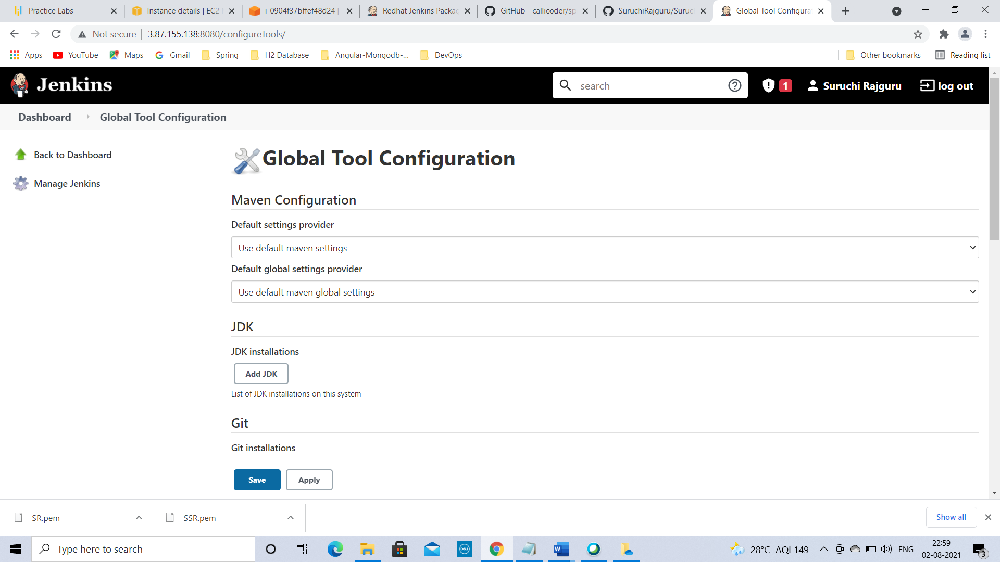 Practice Labs
Instance details | EC2
i-0904f37bffef48d24 |
Redhat Jenkins Packag
GitHub - callicoder/sp
SuruchiRajguru/Suruc
Global Tool Configurat
Not secure | 3.87.155.138:8080/configureTools/
Apps YouTube Maps Gmail Spring H2 Database Angular-Mongodb-... DevOps Other bookmarks Reading list
Jenkins search 1 Suruchi Rajguru log out
Dashboard Global Tool Configuration
Back to Dashboard
Manage Jenkins
Global Tool Configuration
Maven Configuration
Default settings provider
Use default maven settings
Default global settings provider
Use default maven global settings
JDK
JDK installations
Add JDK
List of JDK installations on this system
Git
Git installations
Save Apply
SR.pem SSR.pem Show all
Type here to search
DELL
28°C AQI 149 ENG
22:59
02-08-2021
3